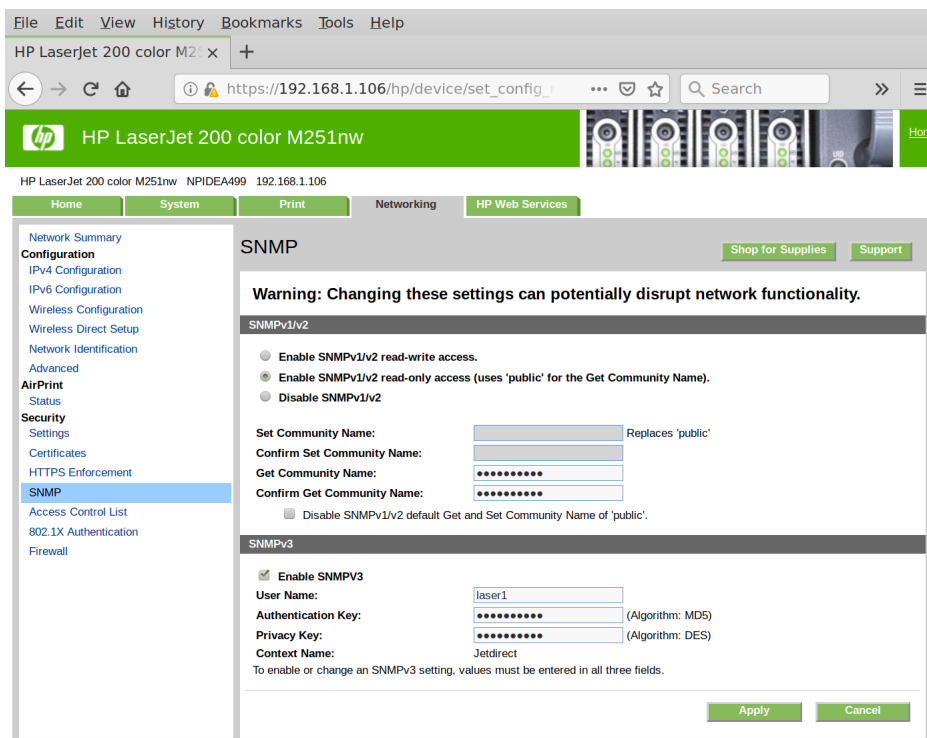 File Edit View History Bookmarks Tools Help
HP LaserJet 200 color M2
https://192.168.1.106/hp/device/set_config_
Search
hp HP LaserJet 200 color M251nw
UID
HP LaserJet 200 color M251nw NPIDEA499 192.168.1.106
Home System Print Networking HP Web Services
Network Summary
Configuration
IPv4 Configuration
IPv6 Configuration
Wireless Configuration
Wireless Direct Setup
Network Identification
Advanced
AirPrint
Status
Security
Settings
Certificates
HTTPS Enforcement
SNMP
Access Control List
802.1X Authentication
Firewall
SNMP
Shop for Supplies Support
Warning: Changing these settings can potentially disrupt network functionality.
SNMPv1/v2
Enable SNMPv1/v2 read-write access.
Enable SNMPv1/v2 read-only access (uses 'public' for the Get Community Name).
Disable SNMPv1/v2
Set Community Name: Replaces 'public'
Confirm Set Community Name:
Get Community Name: ●●●●●●●●●●
Confirm Get Community Name: ●●●●●●●●●●
Disable SNMPv1/v2 default Get and Set Community Name of 'public'.
SNMPv3
Enable SNMPV3
User Name: laser1
Authentication Key: ●●●●●●●●●● (Algorithm: MD5)
Privacy Key: ●●●●●●●●●● (Algorithm: DES)
Context Name: Jetdirect
To enable or change an SNMPv3 setting, values must be entered in all three fields.
Apply Cancel